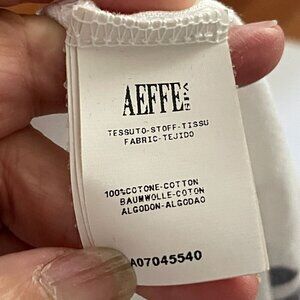 AEFFE S.P.A.
TESSUTO-STOFF-TISSU
FABRIC-TEJIDO
100%COTONE-COTTON
BAUMWOLLE-COTON
ALGODON-ALGODAO
A07045540